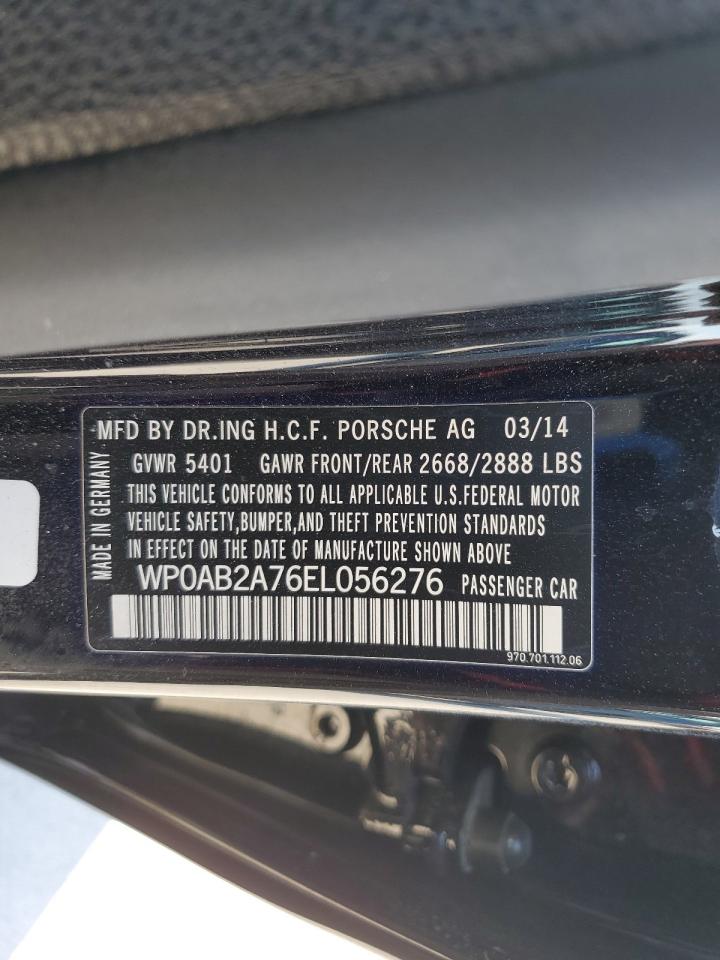 MFD BY DR.ING H.C.F. PORSCHE AG 03/14
GVWR 5401 GAWR FRONT/REAR 2668/2888 LBS
THIS VEHICLE CONFORMS TO ALL APPLICABLE U.S.FEDERAL MOTOR
VEHICLE SAFETY,BUMPER,AND THEFT PREVENTION STANDARDS
IN EFFECT ON THE DATE OF MANUFACTURE SHOWN ABOVE
WP0AB2A76EL056276 PASSENGER CAR
970.701.112.06
MADE IN GERMANY